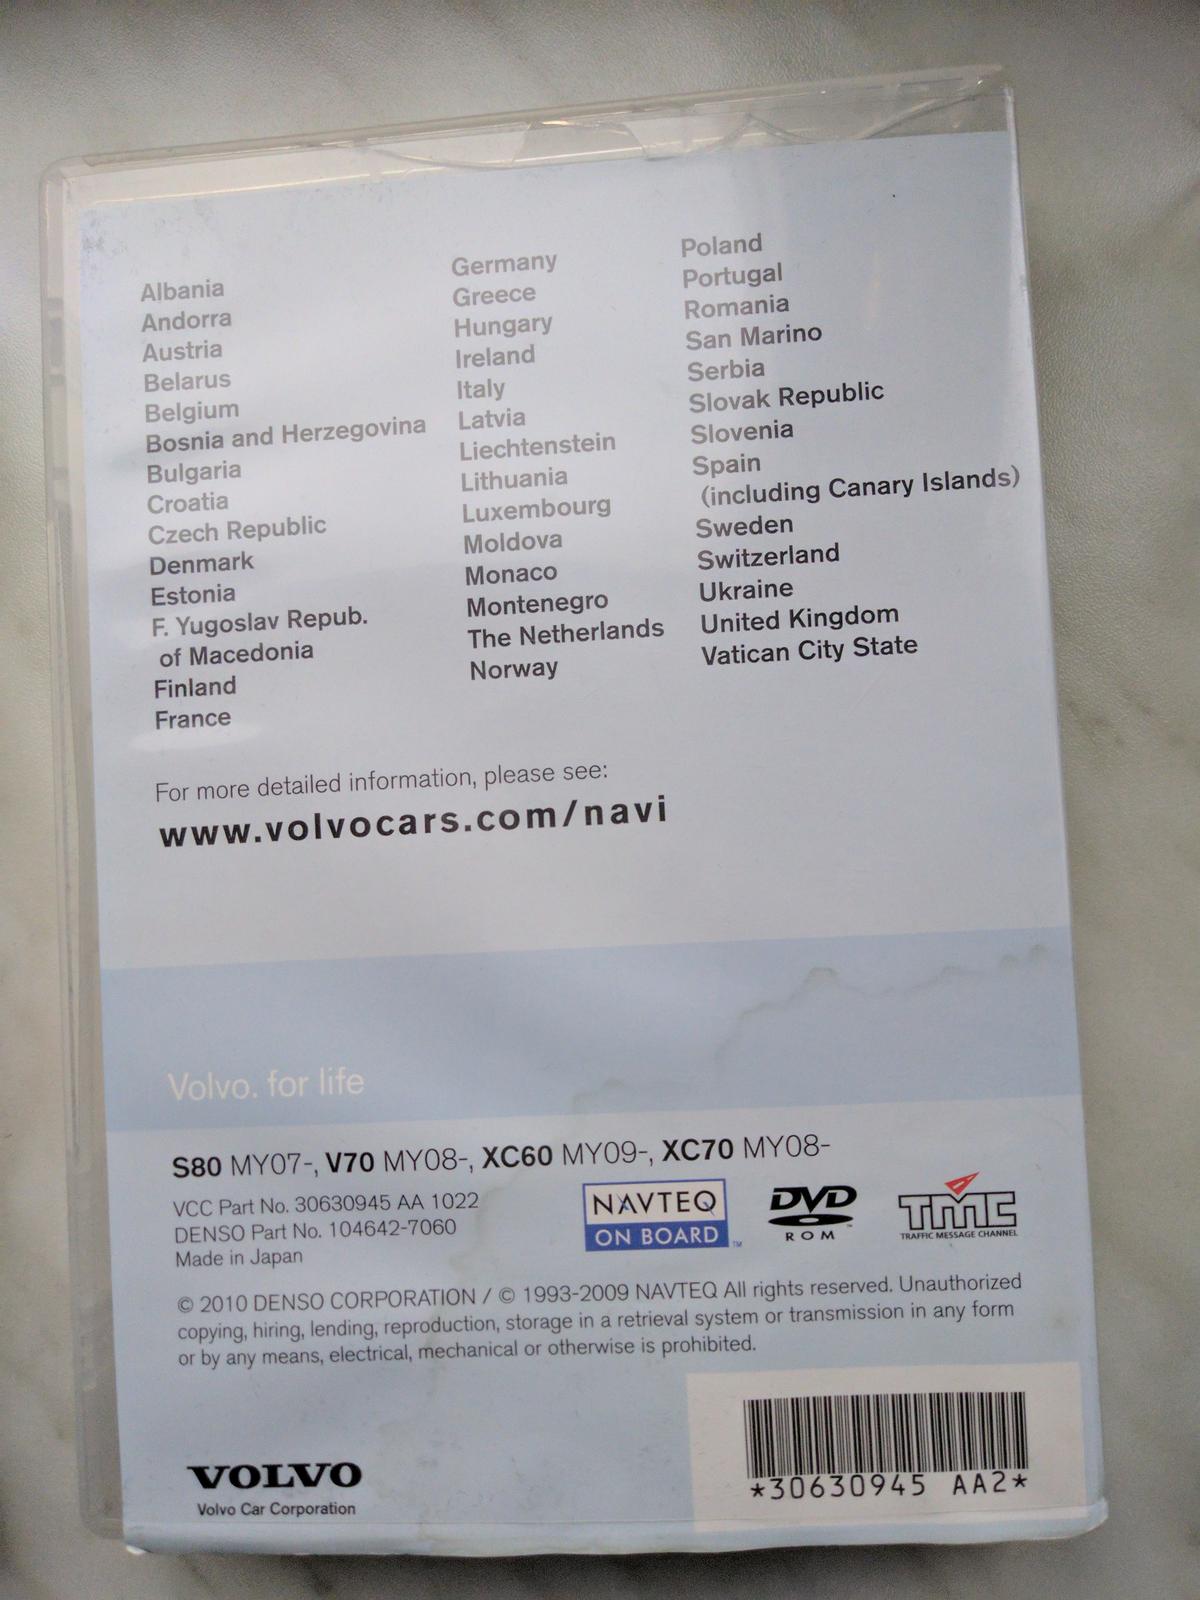 Albania
Andorra
Austria
Belarus
Belgium
Bosnia and Herzegovina
Bulgaria
Croatia
Czech Republic
Denmark
Estonia
F. Yugoslav Repub.
of Macedonia
Finland
France
Germany
Greece
Hungary
Ireland
Italy
Latvia
Liechtenstein
Lithuania
Luxembourg
Moldova
Monaco
Montenegro
The Netherlands
Norway
Poland
Portugal
Romania
San Marino
Serbia
Slovak Republic
Slovenia
Spain
(including Canary Islands)
Sweden
Switzerland
Ukraine
United Kingdom
Vatican City State
For more detailed information, please see:
www.volvocars.com/navi
Volvo. for life
S80 MY07-, V70 MY08-, XC60 MY09-, XC70 MY08-
VCC Part No. 30630945 AA 1022
DENSO Part No. 104642-7060
Made in Japan
NAVTEQ
ON BOARD ™
DVD
ROM
TMC
TRAFFIC MESSAGE CHANNEL
© 2010 DENSO CORPORATION / © 1993-2009 NAVTEQ All rights reserved. Unauthorized
copying, hiring, lending, reproduction, storage in a retrieval system or transmission in any form
or by any means, electrical, mechanical or otherwise is prohibited.
VOLVO
Volvo Car Corporation
*30630945 AA2*